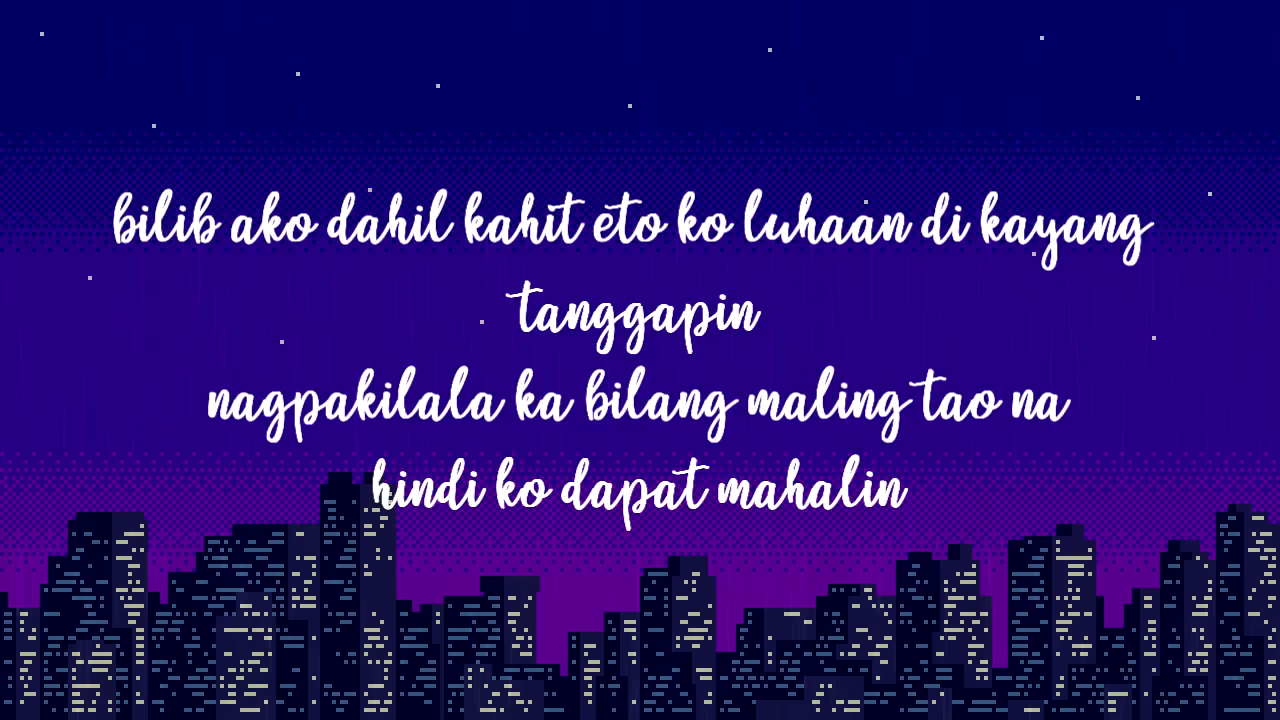 bilib ako dahil kahit eto ko luhaan di kayang
tanggapin
nagpakilala ka bilang maling tao na
hindi ko dapat mahalin